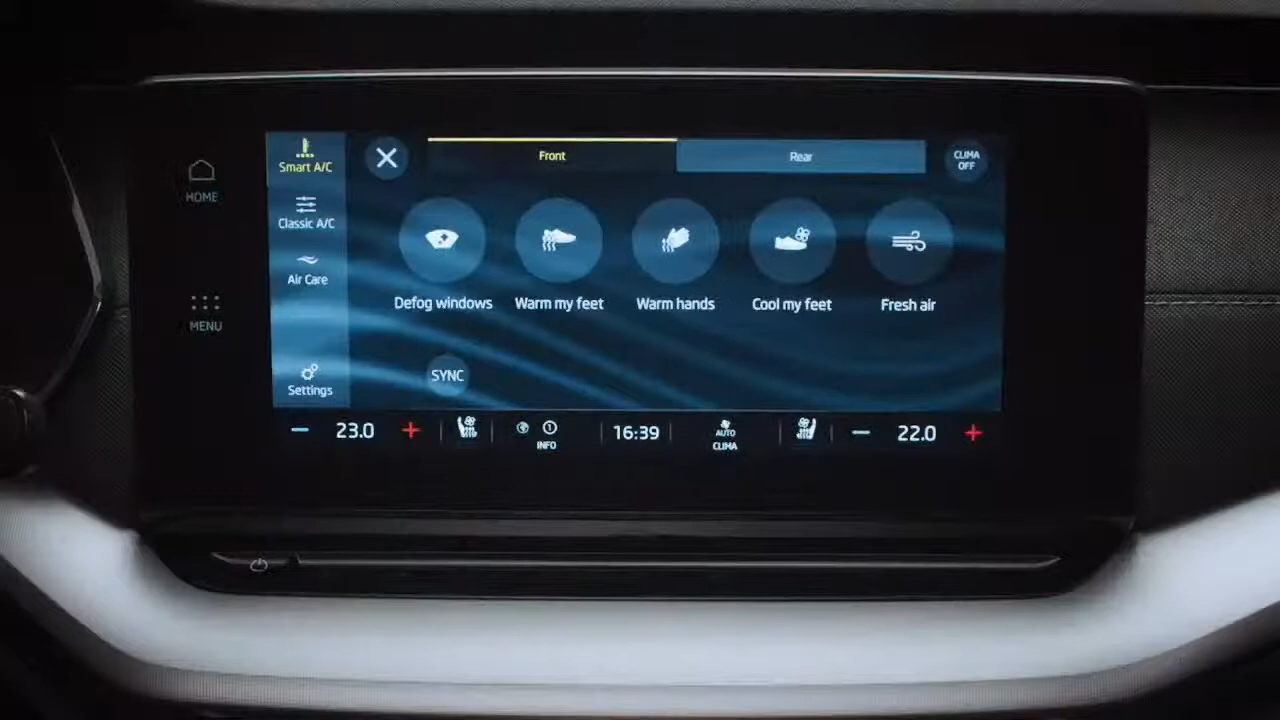 HOME
MENU
Smart A/C
Classic A/C
Air Care
Settings
Front
Rear
CLIMA
OFF
Defog windows
Warm my feet
Warm hands
Cool my feet
Fresh air
SYNC
23.0
1
INFO
16:39
AUTO
CLIMA
22.0